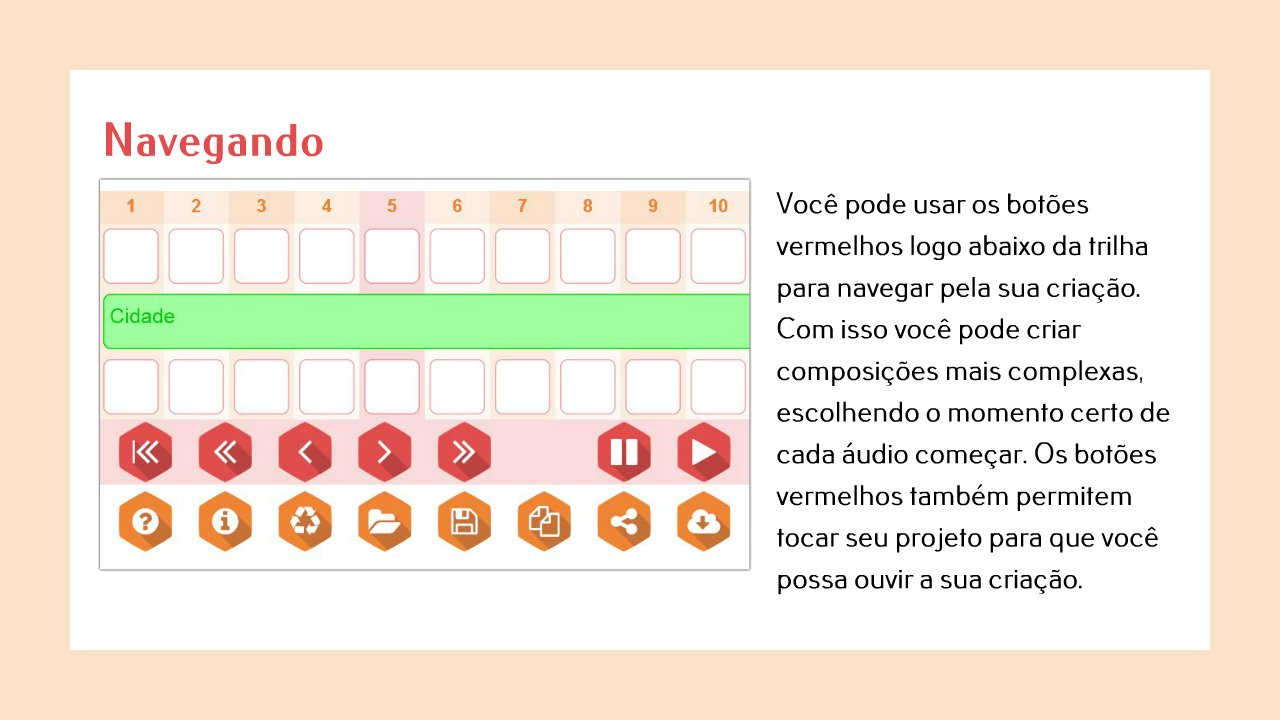 Navegando
1 2 3 4 5 6 7 8 9 10
Cidade
Você pode usar os botões
vermelhos logo abaixo da trilha
para navegar pela sua criação.
Com isso você pode criar
composições mais complexas,
escolhendo o momento certo de
cada áudio começar. Os botões
vermelhos também permitem
tocar seu projeto para que você
possa ouvir a sua criação.